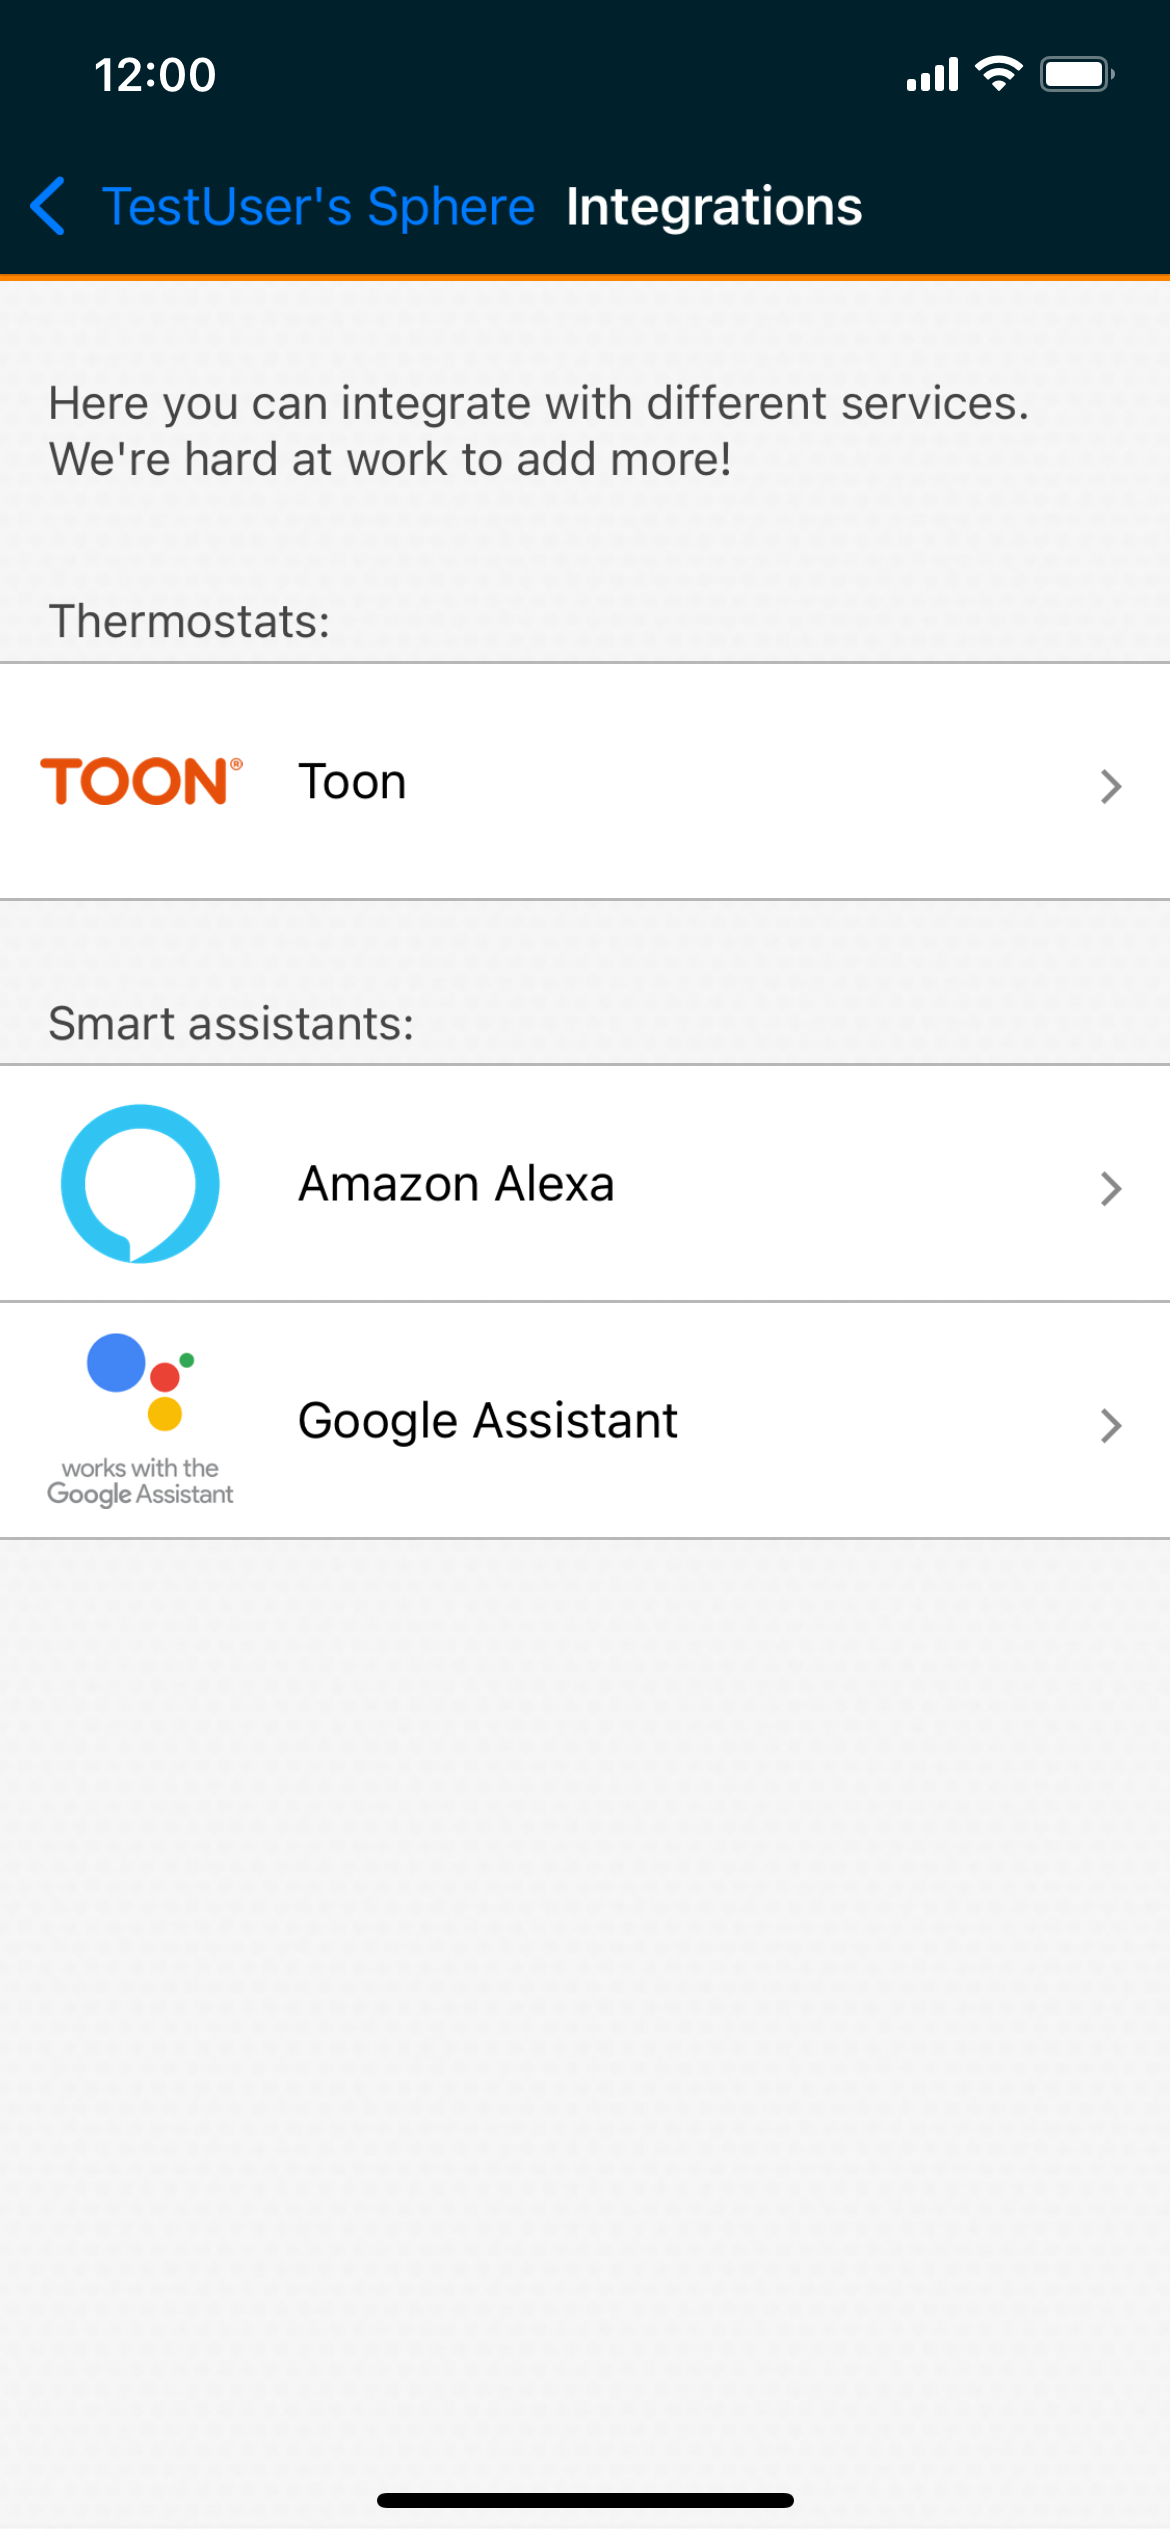 12:00
TestUser's Sphere Integrations
Here you can integrate with different services.
We're hard at work to add more!
Thermostats:
TOON® Toon
Smart assistants:
Amazon Alexa
Google Assistant
works with the
Google Assistant